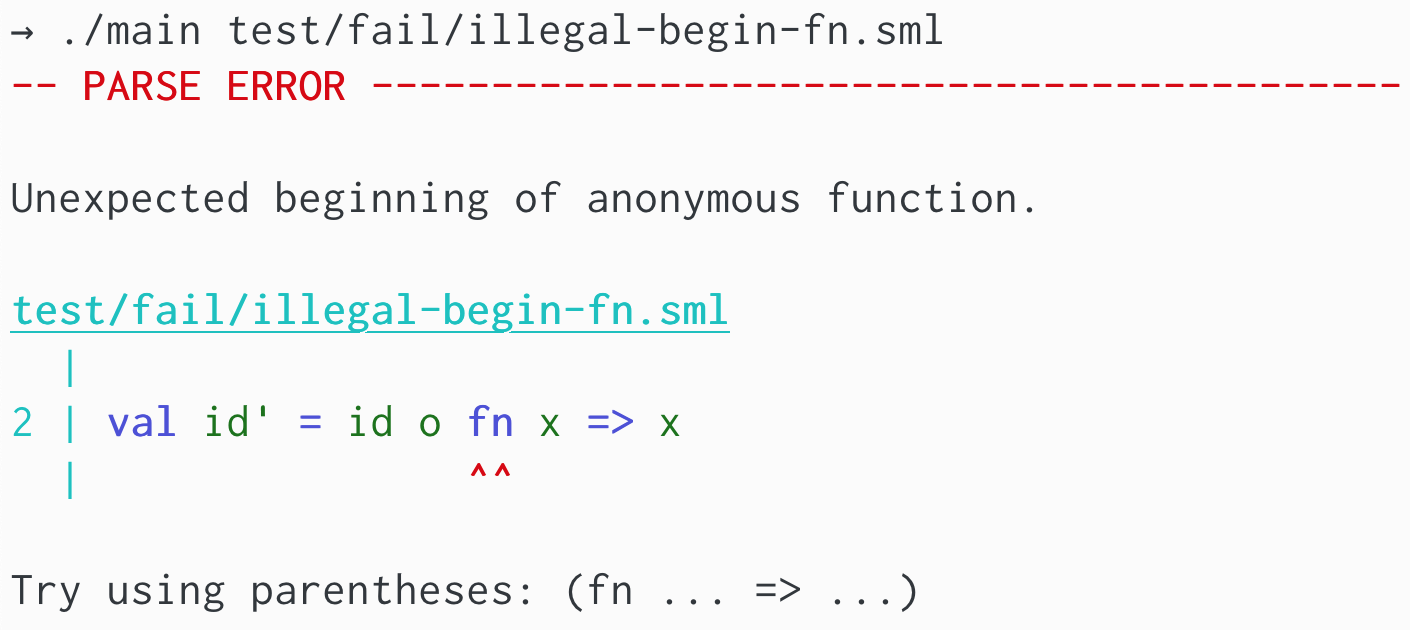 → ./main test/fail/illegal-begin-fn.sml
-- PARSE ERROR -------------------------------------------
Unexpected beginning of anonymous function.
test/fail/illegal-begin-fn.sml
|
2 | val id' = id o fn x => x
| ^^
Try using parentheses: (fn ... => ...)